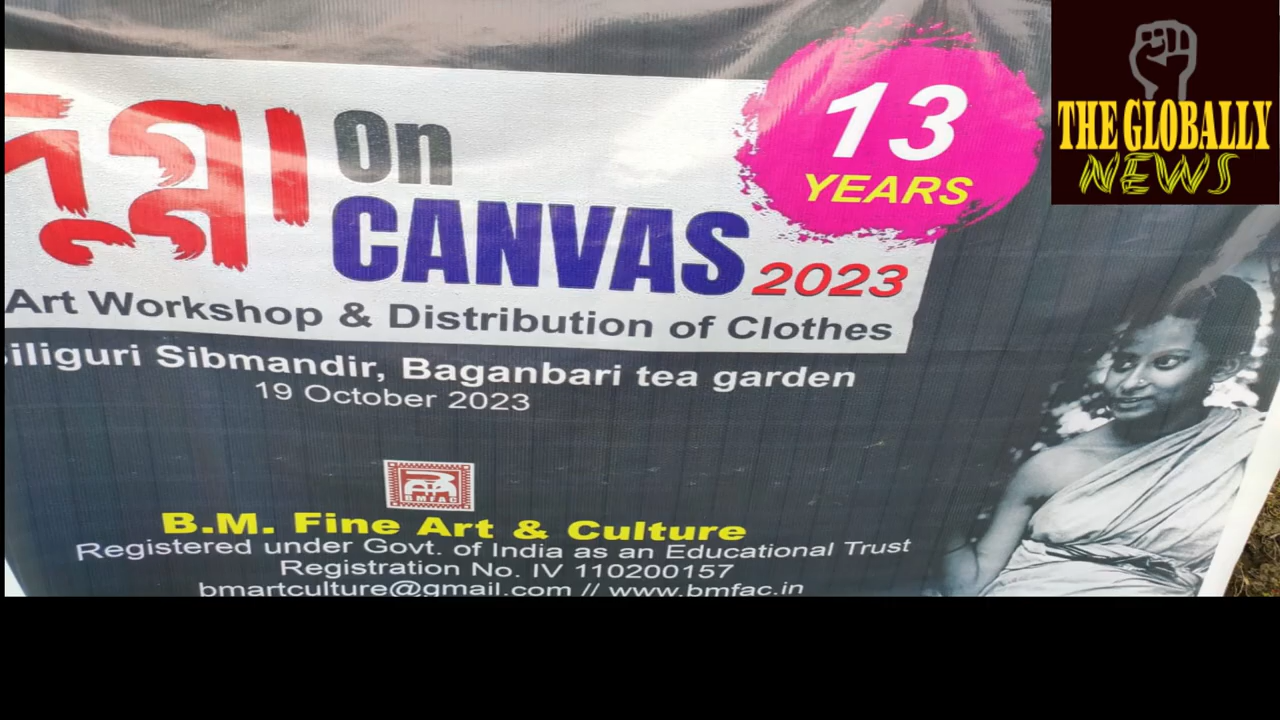 দুগ্গা On
CANVAS 2023
13
YEARS
Art Workshop & Distribution of Clothes
Siliguri Sibmandir, Baganbari tea garden
19 October 2023
BMFAC
B.M. Fine Art & Culture
Registered under Govt. of India as an Educational Trust
Registration No. IV 110200157
bmartculture@gmail.com // www.bmfac.in
THE GLOBALLY
NEWS